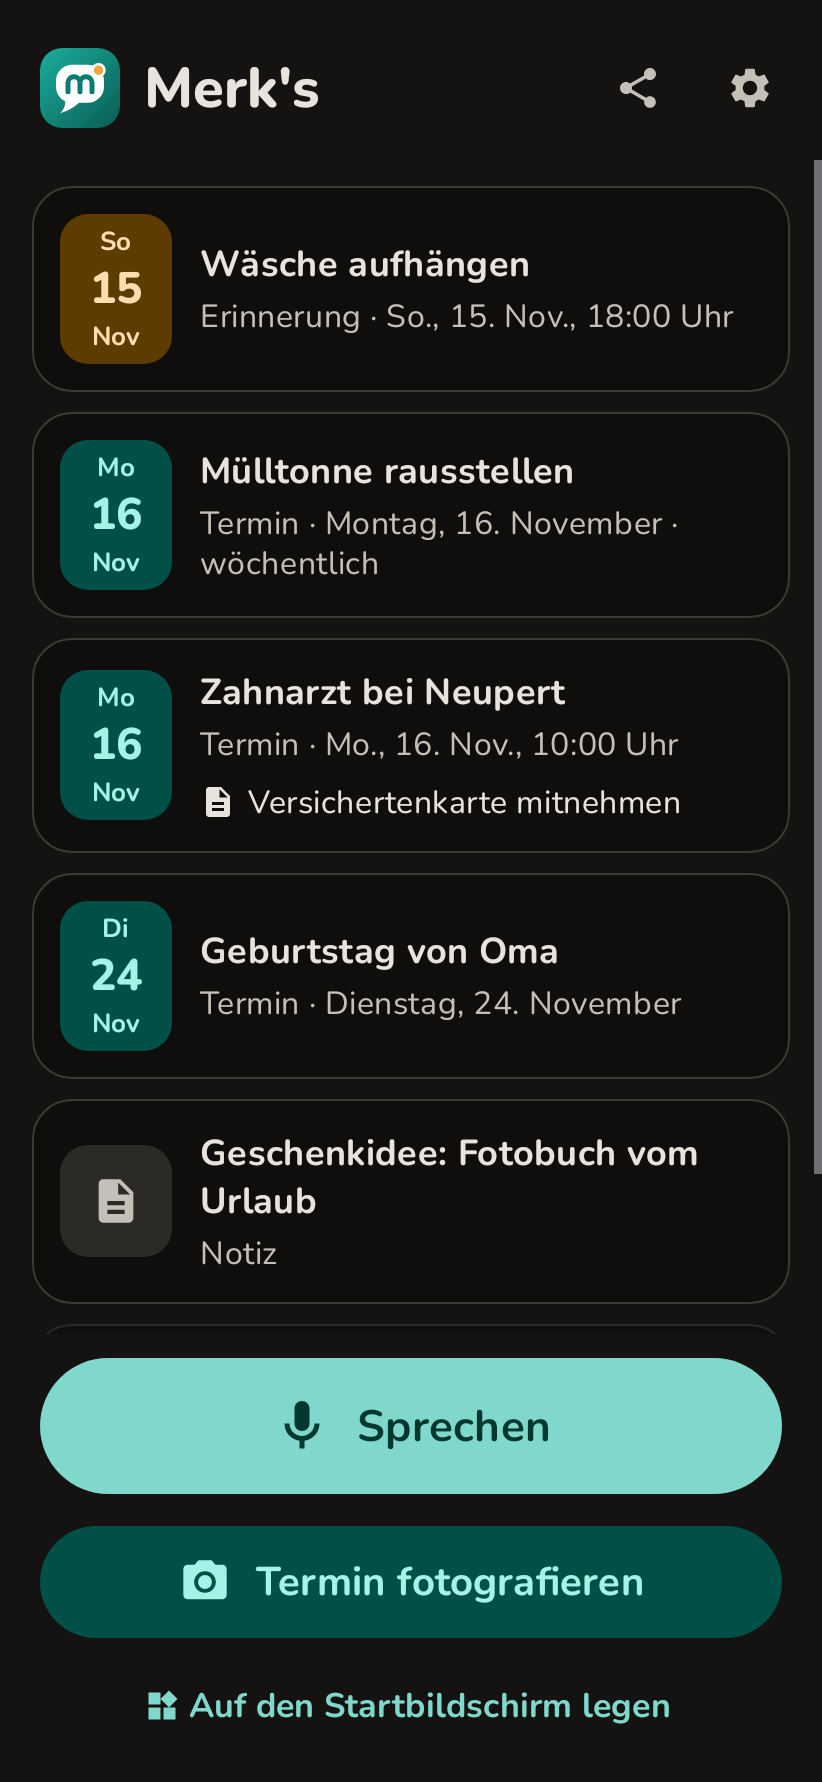 Merk's
So
15
Nov
Wäsche aufhängen
Erinnerung · So., 15. Nov., 18:00 Uhr
Mo
16
Nov
Mülltonne rausstellen
Termin · Montag, 16. November ·
wöchentlich
Mo
16
Nov
Zahnarzt bei Neupert
Termin · Mo., 16. Nov., 10:00 Uhr
Versichertenkarte mitnehmen
Di
24
Nov
Geburtstag von Oma
Termin · Dienstag, 24. November
Geschenkidee: Fotobuch vom
Urlaub
Notiz
Sprechen
Termin fotografieren
Auf den Startbildschirm legen